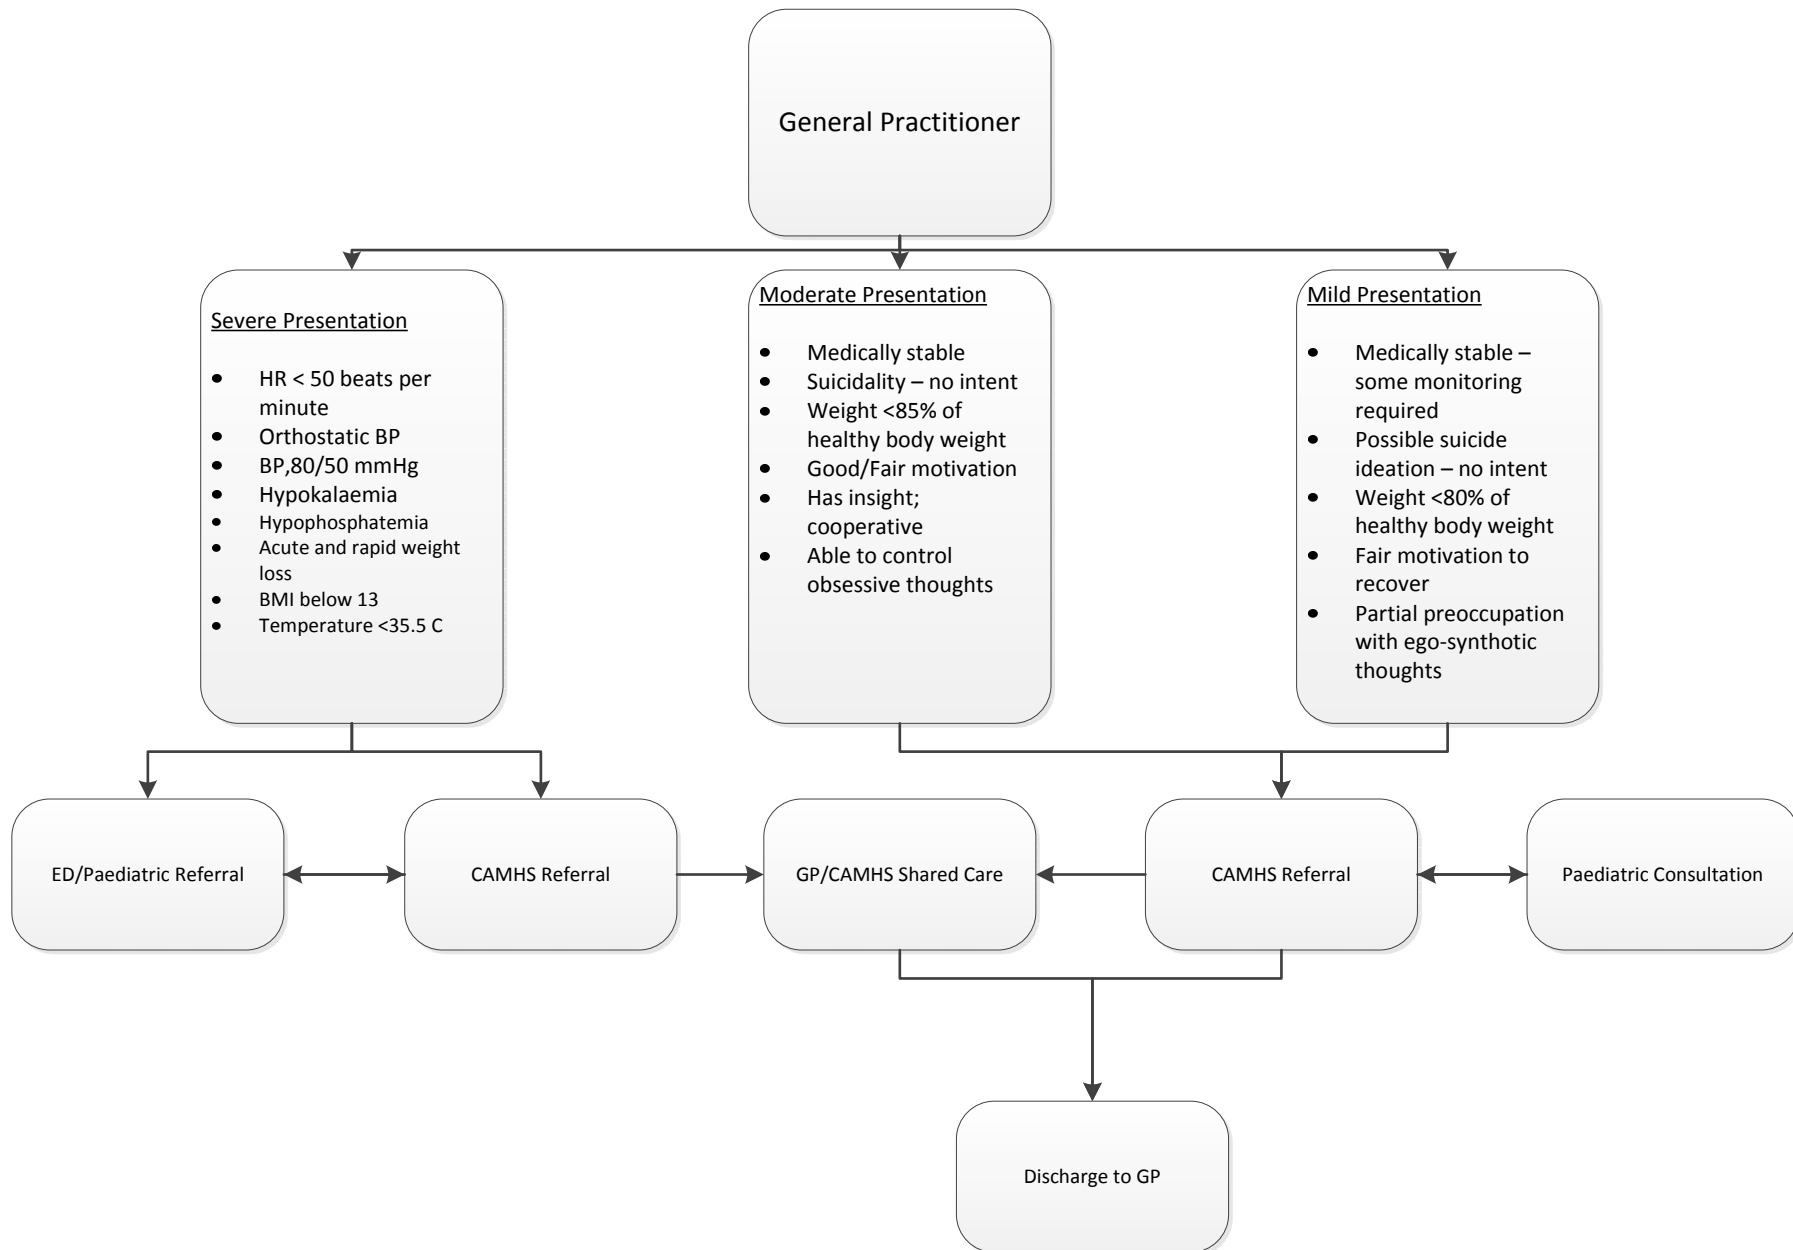 General Practitioner
Severe Presentation
• HR < 50 beats per
minute
• Orthostatic BP
• BP,80/50 mmHg
• Hypokalaemia
• Hypophosphatemia
• Acute and rapid weight
loss
• BMI below 13
• Temperature <35.5 C
Moderate Presentation
• Medically stable
• Suicidality – no intent
• Weight <85% of
healthy body weight
• Good/Fair motivation
• Has insight;
cooperative
• Able to control
obsessive thoughts
Mild Presentation
• Medically stable –
some monitoring
required
• Possible suicide
ideation – no intent
• Weight <80% of
healthy body weight
• Fair motivation to
recover
• Partial preoccupation
with ego-synthotic
thoughts
ED/Paediatric Referral
CAMHS Referral
GP/CAMHS Shared Care
CAMHS Referral
Paediatric Consultation
Discharge to GP